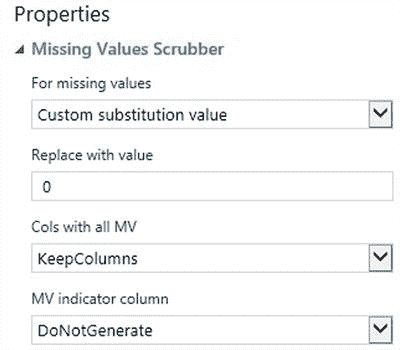 Properties
Missing Values Scrubber
For missing values
Custom substitution value
Replace with value
0
Cols with all MV
KeepColumns
MV indicator column
DoNotGenerate